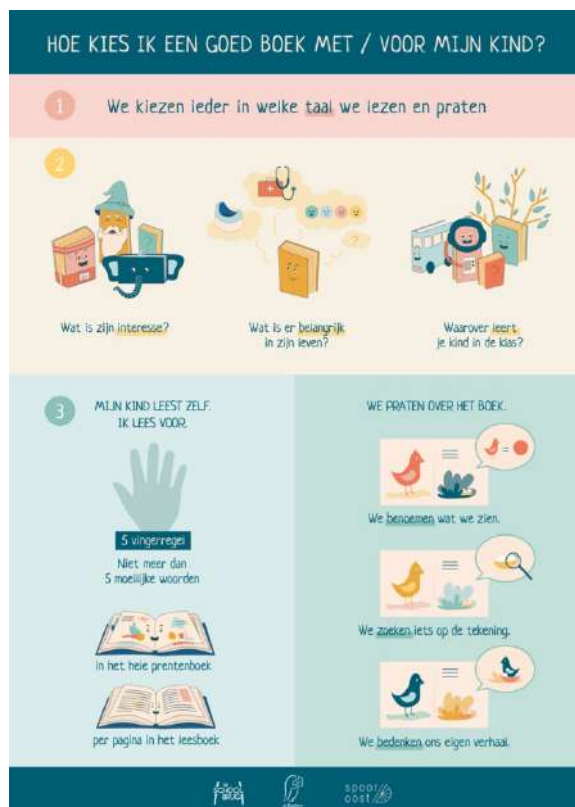 HOE KIES IK EEN GOED BOEK MET / VOOR MIJN KIND?
1
We kiezen ieder in welke taal we lezen en praten
2
?
?
?
Wat is zijn interesse?
Wat is er belangrijk
in zijn leven?
Waarover leert
je kind in de klas?
3
MIJN KIND LEEST ZELF.
IK LEES VOOR.
5 vingerregel
Niet meer dan
5 moeilijke woorden
in het hele prentenboek
per pagina in het leesboek
WE PRATEN OVER HET BOEK.
=
We benoemen wat we zien.
We zoeken iets op de tekening.
We bedenken ons eigen verhaal.
spoor
oost